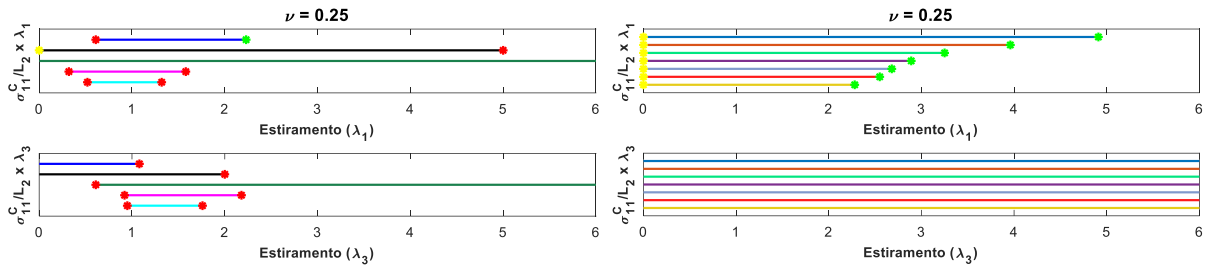 ν = 0.25
σ₁₁ᶜ/L₂ x λ₁
0 1 2 3 4 5 6
Estiramento (λ₁)
σ₁₁ᶜ/L₂ x λ₃
0 1 2 3 4 5 6
Estiramento (λ₃)
ν = 0.25
σ₁₁ᶜ/L₂ x λ₁
0 1 2 3 4 5 6
Estiramento (λ₁)
σ₁₁ᶜ/L₂ x λ₃
0 1 2 3 4 5 6
Estiramento (λ₃)